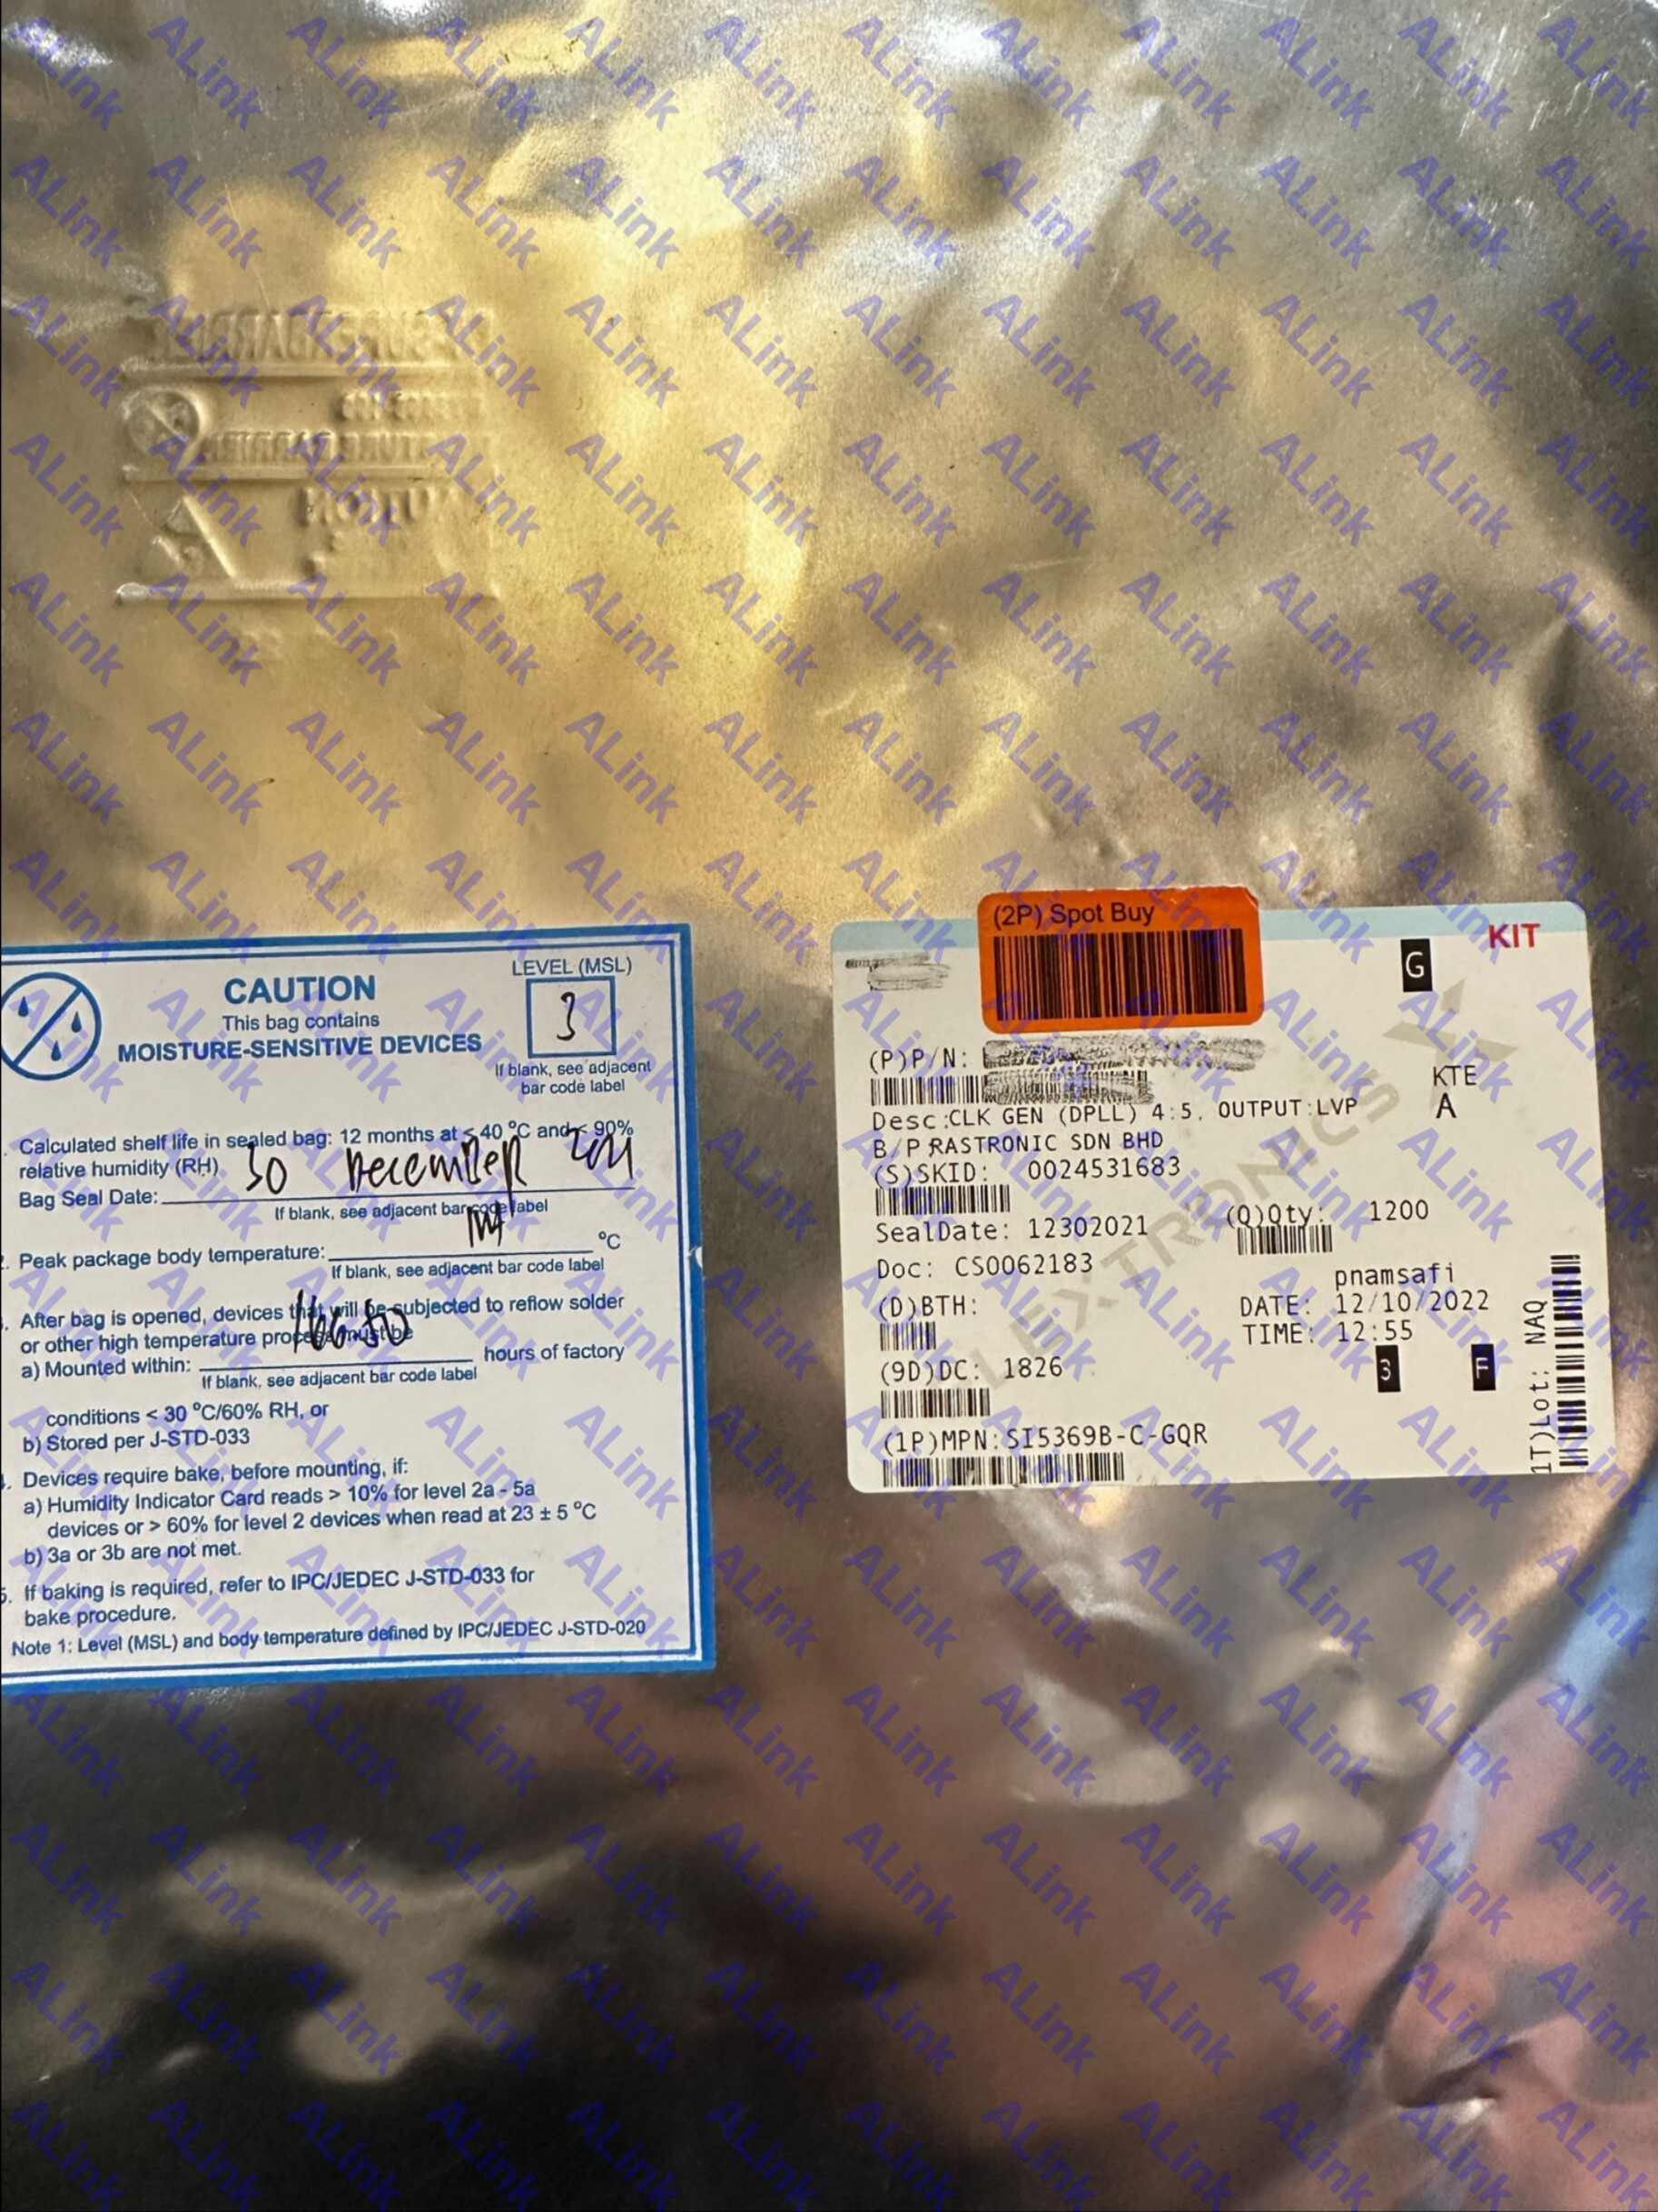 CAUTION
This bag contains
MOISTURE-SENSITIVE DEVICES
LEVEL (MSL)
3
If blank, see adjacent
bar code label
Calculated shelf life in sealed bag: 12 months at < 40 °C and < 90%
relative humidity (RH)
Bag Seal Date: 30 December 2021
If blank, see adjacent bar code label
Peak package body temperature: °C
If blank, see adjacent bar code label
After bag is opened, devices that will be subjected to reflow solder
or other high temperature process must be
a) Mounted within: hours of factory
If blank, see adjacent bar code label
conditions < 30 °C/60% RH, or
b) Stored per J-STD-033
. Devices require bake, before mounting, if:
a) Humidity Indicator Card reads > 10% for level 2a - 5a
devices or > 60% for level 2 devices when read at 23 ± 5 °C
b) 3a or 3b are not met.
5. If baking is required, refer to IPC/JEDEC J-STD-033 for
bake procedure.
Note 1: Level (MSL) and body temperature defined by IPC/JEDEC J-STD-020
(2P) Spot Buy
KIT
G
(P)P/N:
KTE
A
Desc:CLK GEN (DPLL) 4:5, OUTPUT:LVP
B/P RASTRONIC SDN BHD
(S)SKID: 0024531683
SealDate: 12302021
(Q)Qty: 1200
Doc: CS0062183
pnamsafi
(D)BTH:
DATE: 12/10/2022
TIME: 12:55
(9D)DC: 1826
3 F
(1P)MPN:SI5369B-C-GQR
1T)Lot: NAQ
ALink